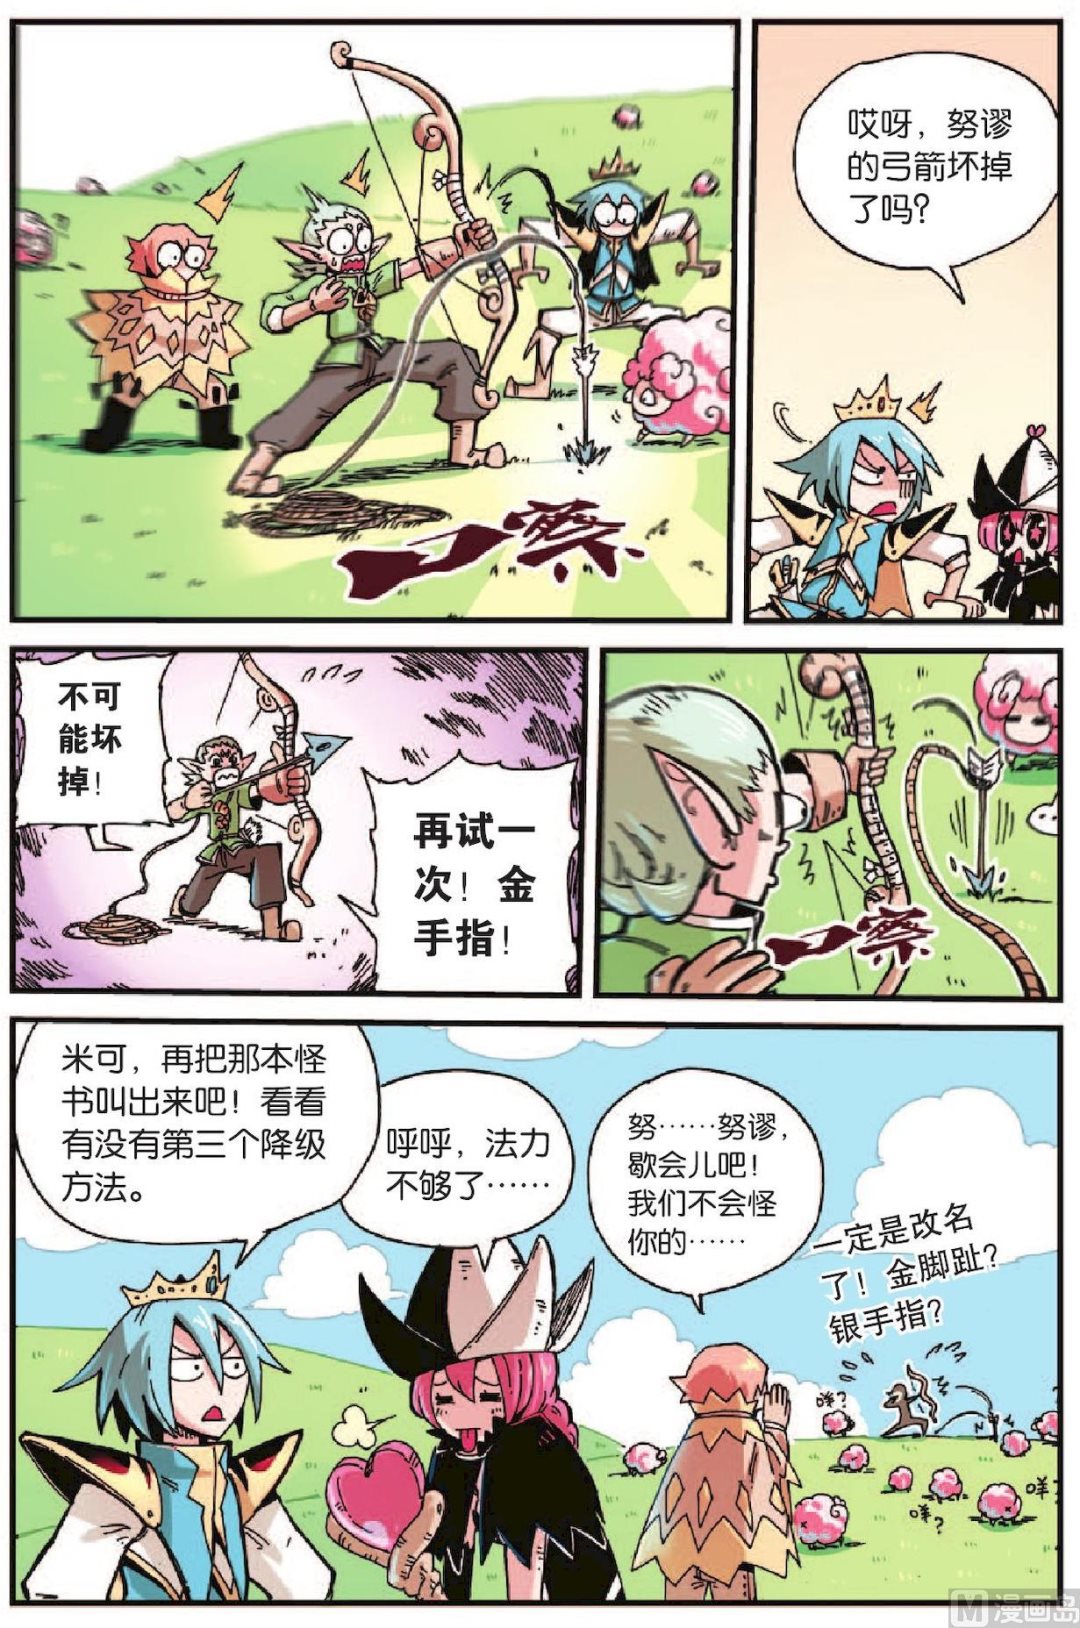 嚓
哎呀，努谬
的弓箭坏掉
了吗？
不可
能坏
掉！
再试一
次！金
手指！
嚓
米可，再把那本怪
书叫出来吧！看看
有没有第三个降级
方法。
呼呼，法力
不够了……
努……努谬，
歇会儿吧！
我们不会怪
你的……
一定是改名
了！金脚趾？
银手指？
咩？
咩？
咩？
漫画岛